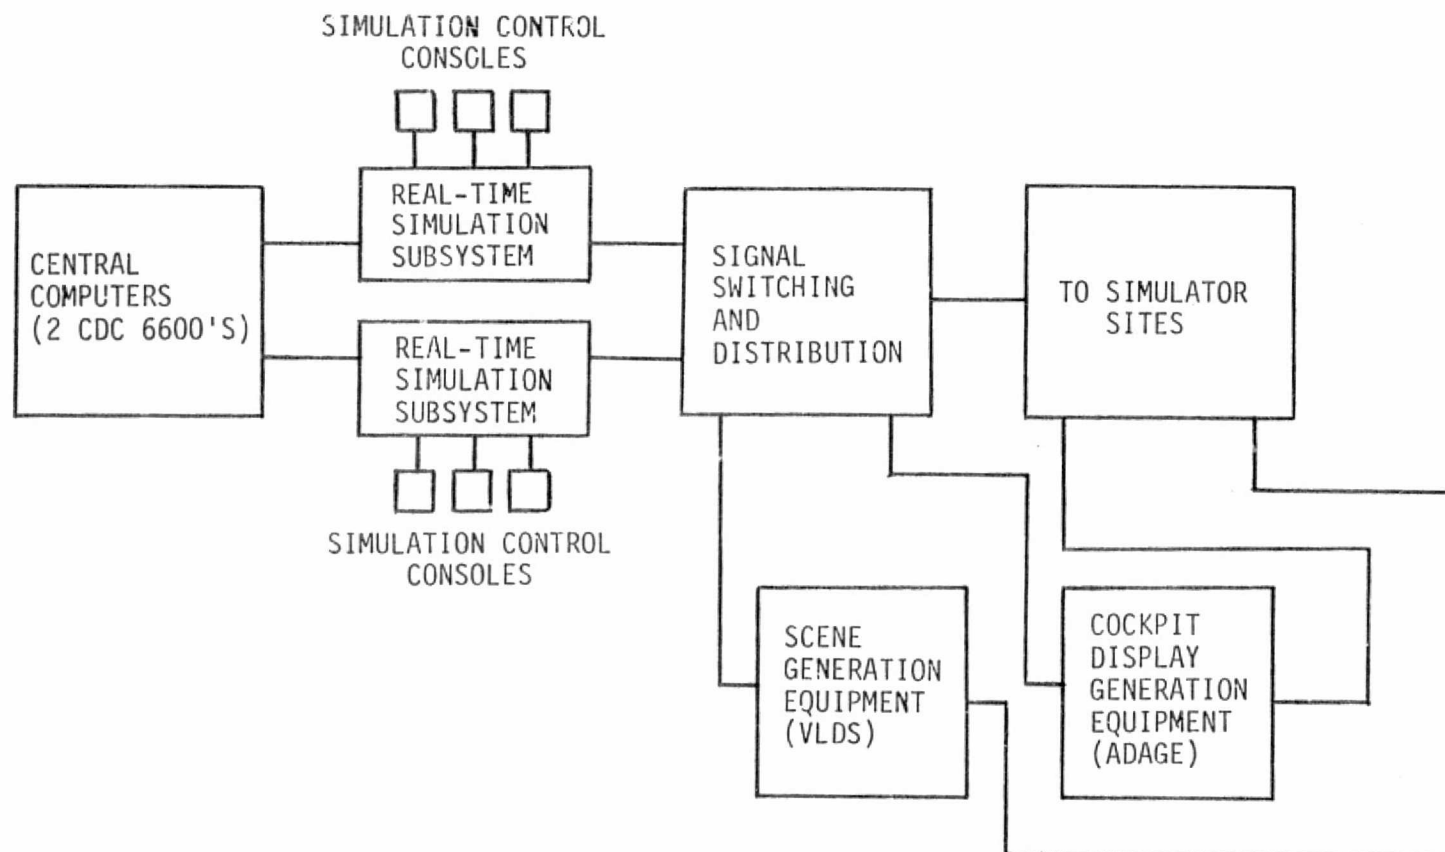 SIMULATION CONTROL
CONSOLES
REAL-TIME
SIMULATION
SUBSYSTEM
CENTRAL
COMPUTERS
(2 CDC 6600'S)
REAL-TIME
SIMULATION
SUBSYSTEM
SIMULATION CONTROL
CONSOLES
SIGNAL
SWITCHING
AND
DISTRIBUTION
TO SIMULATOR
SITES
SCENE
GENERATION
EQUIPMENT
(VLDS)
COCKPIT
DISPLAY
GENERATION
EQUIPMENT
(ADAGE)